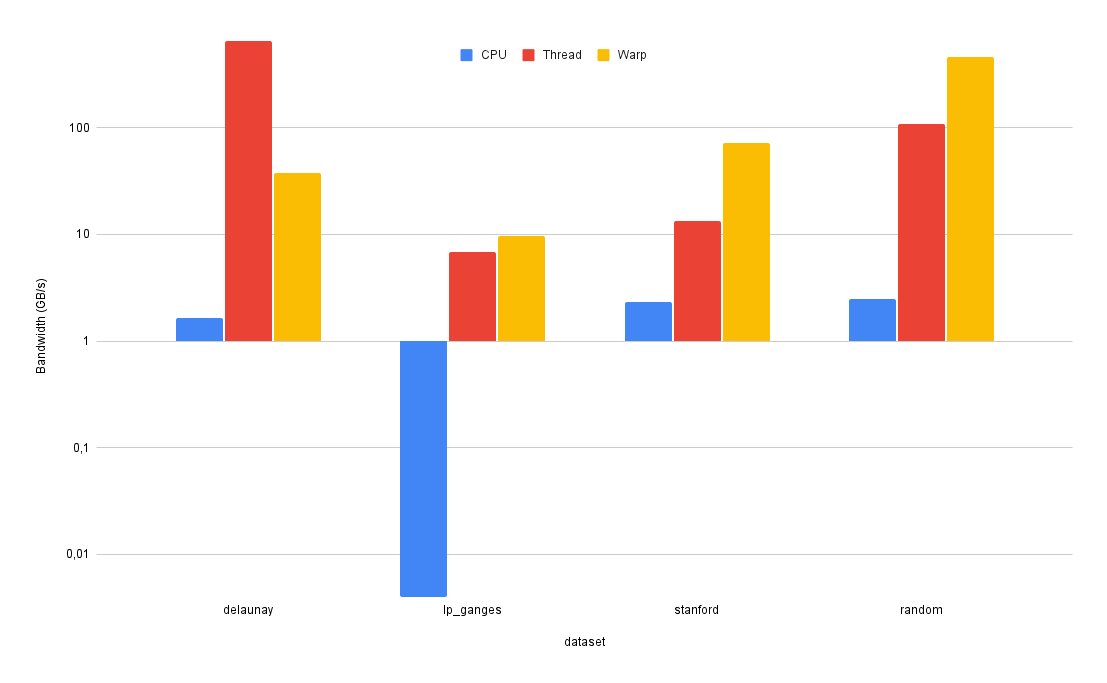 CPU Thread Warp
100
10
1
0,1
0,01
Bandwidth (GB/s)
delaunay lp_ganges stanford random
dataset